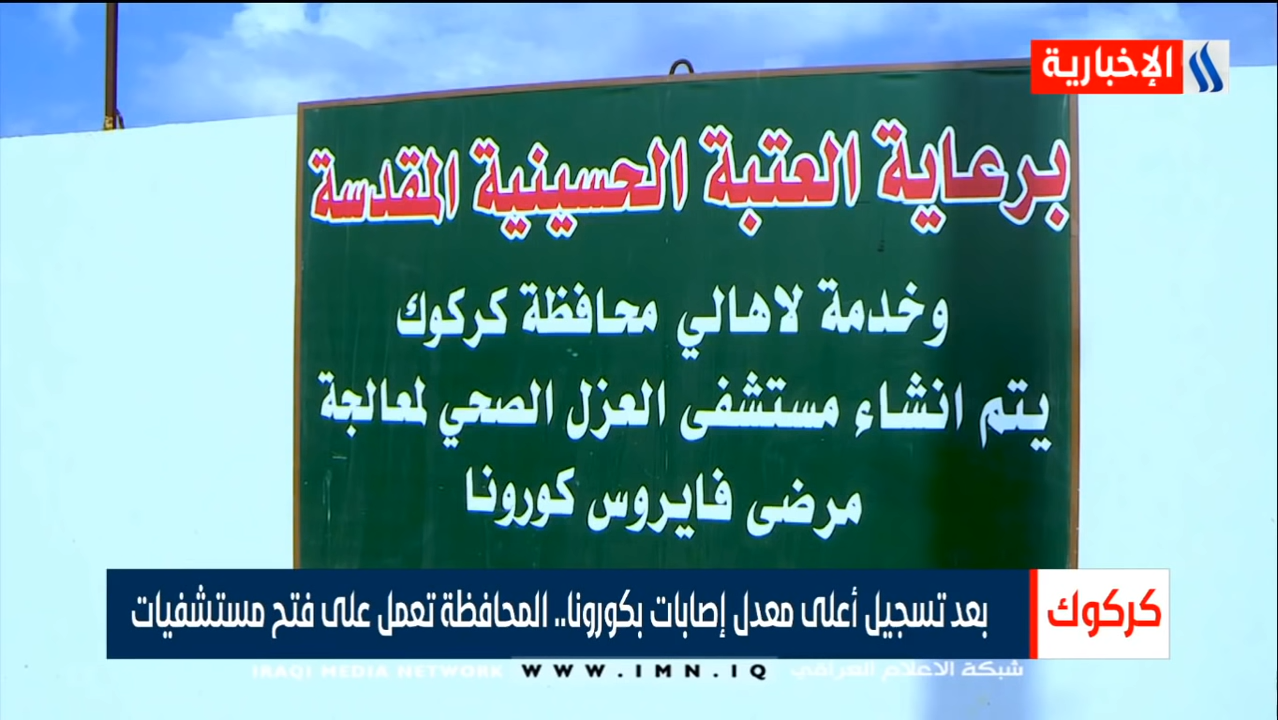 الإخبارية
برعاية العتبة الحسينية المقدسة
وخدمة لاهالي محافظة كركوك
يتم انشاء مستشفى العزل الصحي لمعالجة
مرضى فايروس كورونا
كركوك
بعد تسجيل أعلى معدل إصابات بكورونا.. المحافظة تعمل على فتح مستشفيات
IRAQI MEDIA NETWORK WWW.IMN.IQ شبكة الاعلام العراقي